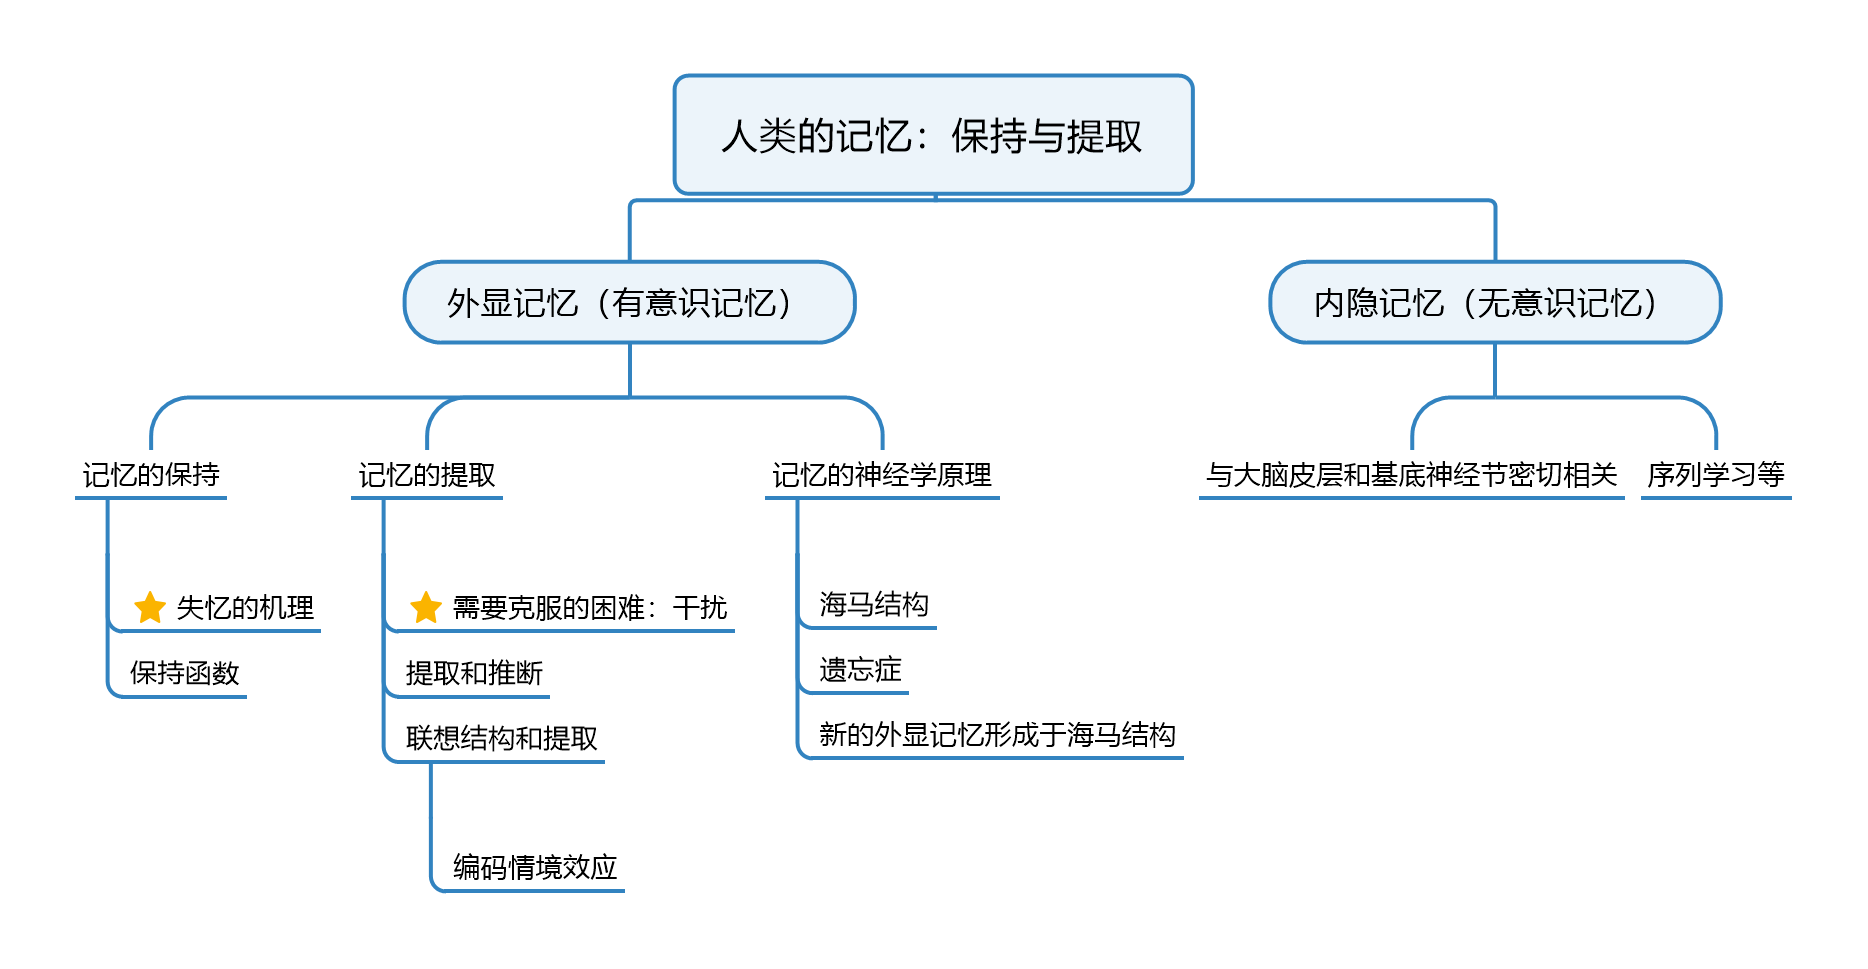 人类的记忆：保持与提取
外显记忆（有意识记忆）
内隐记忆（无意识记忆）
记忆的保持
记忆的提取
记忆的神经学原理
与大脑皮层和基底神经节密切相关
序列学习等
失忆的机理
保持函数
需要克服的困难：干扰
提取和推断
联想结构和提取
编码情境效应
海马结构
遗忘症
新的外显记忆形成于海马结构